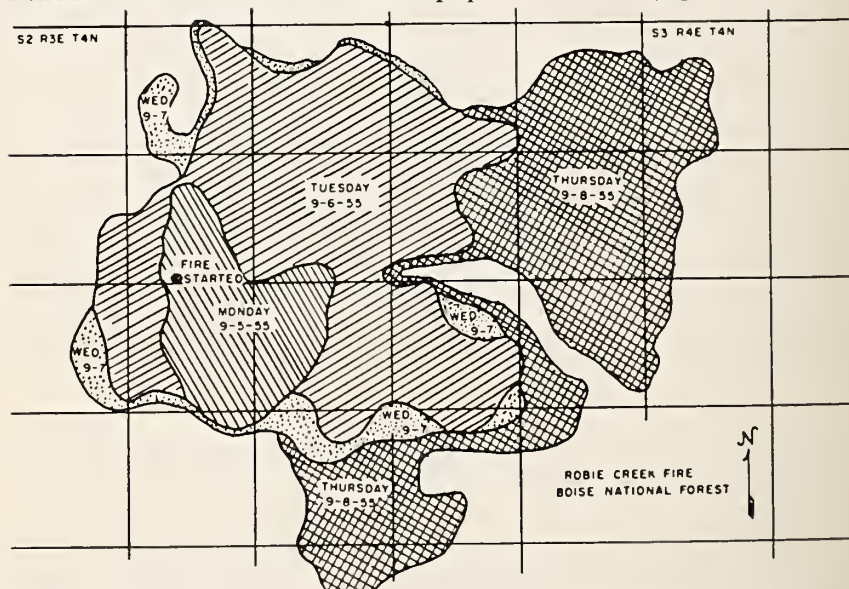 S2 R3E T4N
S3 R4E T4N
WED.
9-7
TUESDAY
9-6-55
THURSDAY
9-8-55
FIRE
STARTED
MONDAY
9-5-55
WED.
9-7
WED.
9-7
WED.
9-7
THURSDAY
9-8-55
N
ROBIE CREEK FIRE
BOISE NATIONAL FOREST